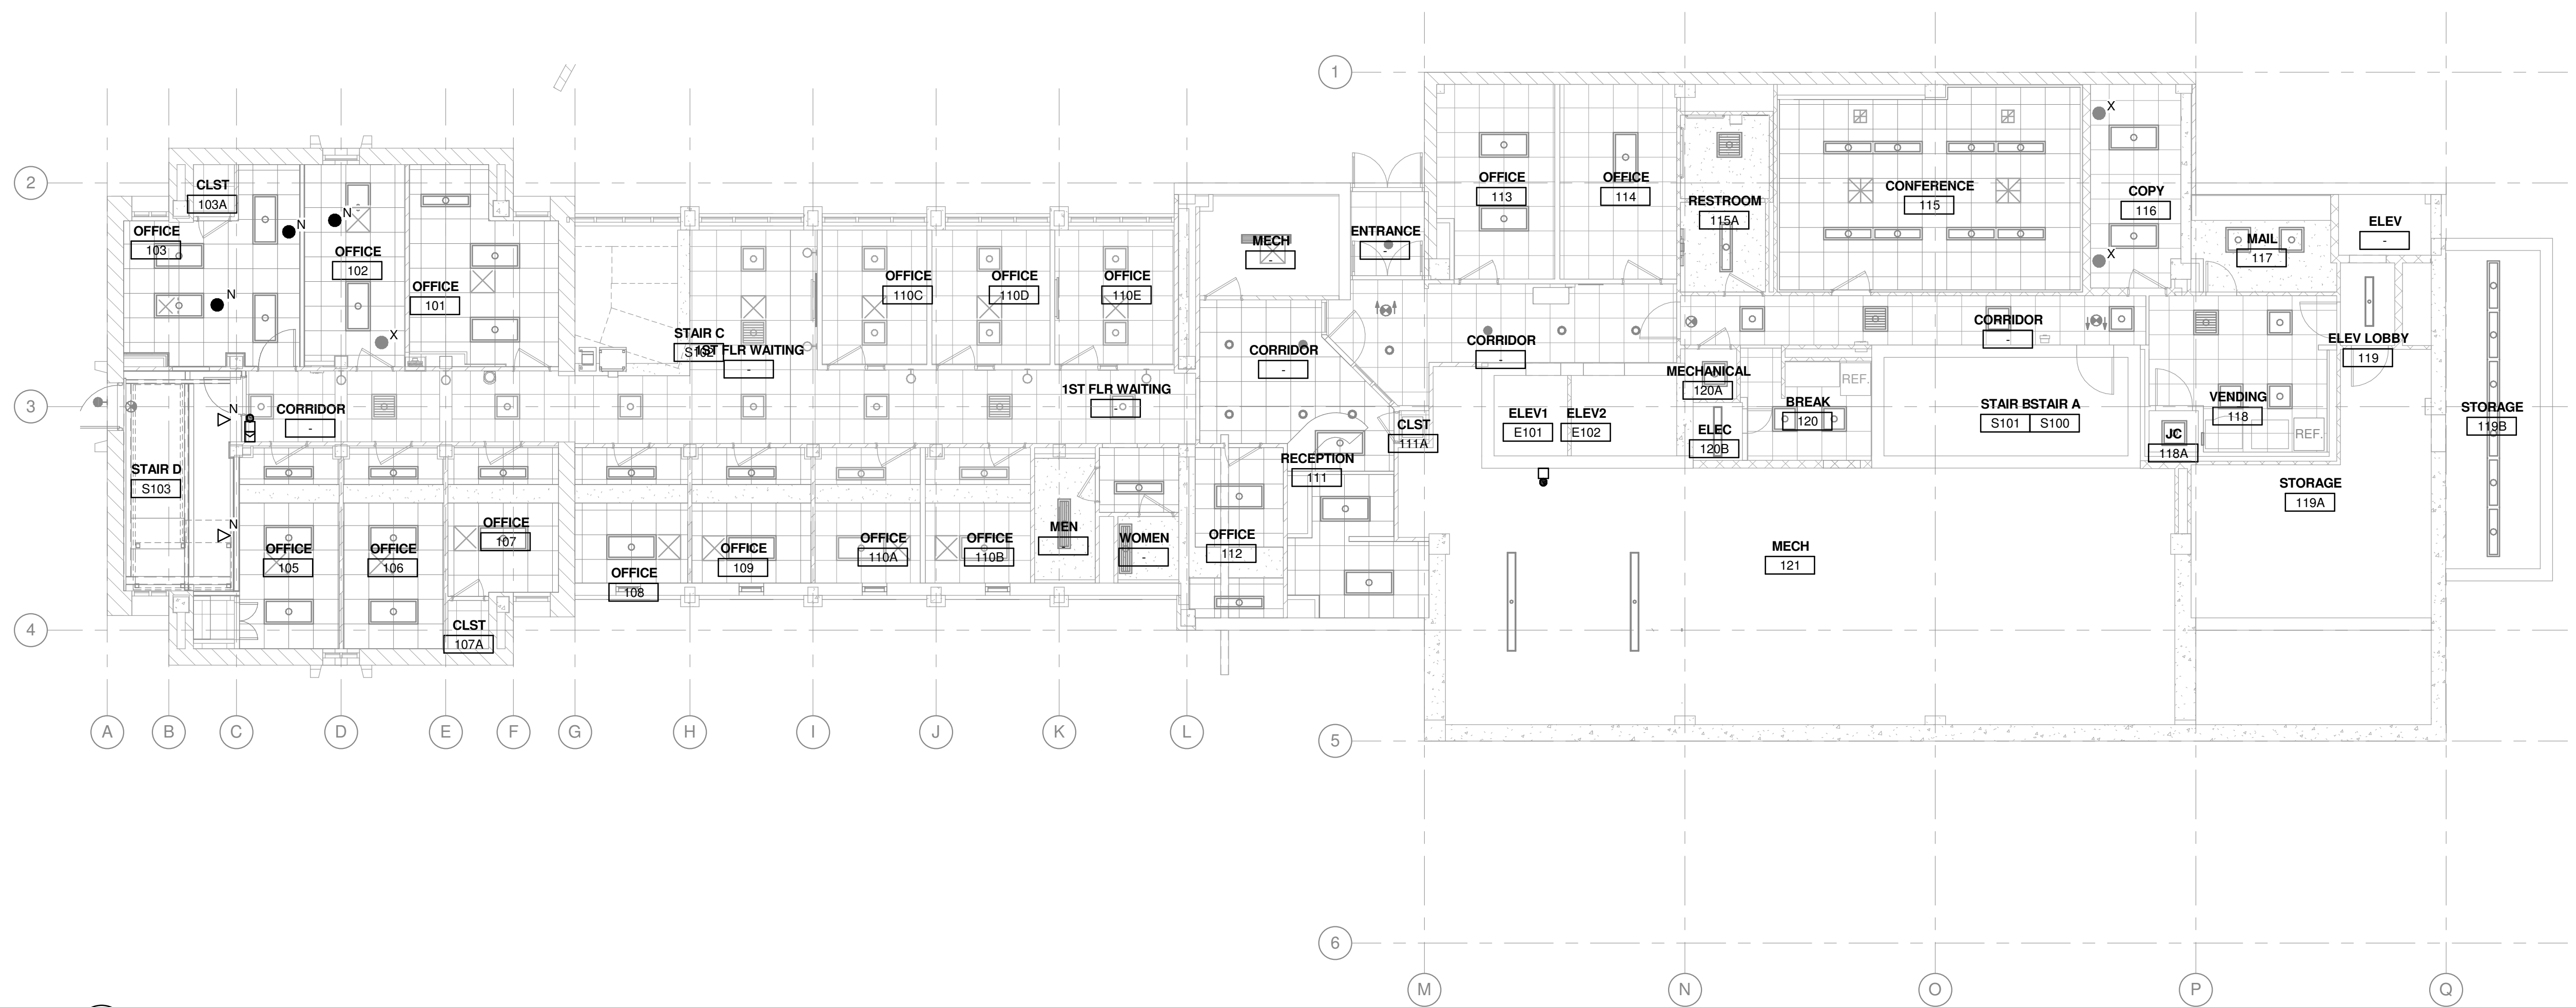 1
X
2
CLST
103A
N
N
OFFICE
103
OFFICE
102
OFFICE
101
N
X
OFFICE
110C
OFFICE
110D
OFFICE
110E
MECH
-
ENTRANCE
-
OFFICE
113
OFFICE
114
RESTROOM
115A
CONFERENCE
115
COPY
116
X
MAIL
117
ELEV
-
STAIR C
S102
1ST FLR WAITING
-
CORRIDOR
-
CORRIDOR
-
CORRIDOR
-
ELEV LOBBY
119
3
N
CORRIDOR
-
1ST FLR WAITING
-
CLST
111A
ELEV1
E101
ELEV2
E102
MECHANICAL
120A
ELEC
120B
REF.
BREAK
120
STAIR B
S101
STAIR A
S100
JC
118A
VENDING
118
REF.
STORAGE
119B
STAIR D
S103
N
OFFICE
105
OFFICE
106
OFFICE
107
OFFICE
108
OFFICE
109
OFFICE
110A
OFFICE
110B
MEN
-
WOMEN
-
OFFICE
112
RECEPTION
111
MECH
121
STORAGE
119A
4
CLST
107A
A
B
C
D
E
F
G
H
I
J
K
L
5
6
M
N
O
P
Q